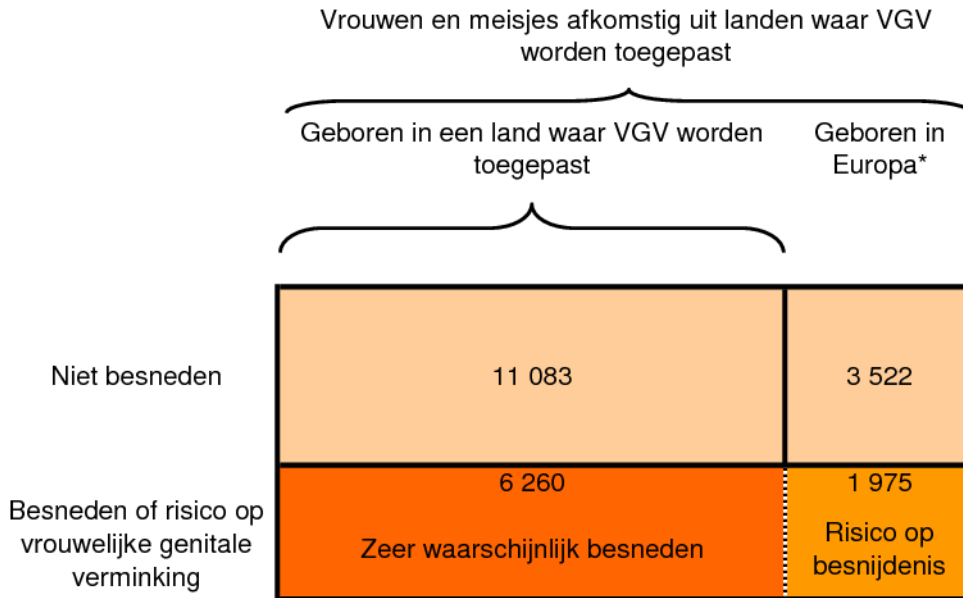 Vrouwen en meisjes afkomstig uit landen waar VGV
worden toegepast
Geboren in een land waar VGV worden
toegepast
Geboren in
Europa*
Niet besneden
11 083
3 522
Besneden of risico op
vrouwelijke genitale
verminking
6 260
Zeer waarschijnlijk besneden
1 975
Risico op
besnijdenis